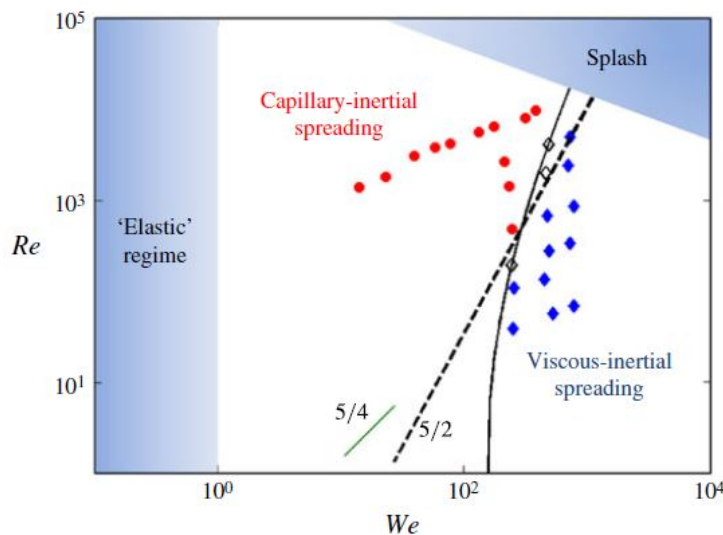 10^5
Splash
Capillary-inertial
spreading
10^3
Re
'Elastic'
regime
10^1
Viscous-inertial
spreading
5/4
5/2
10^0
10^2
10^4
We